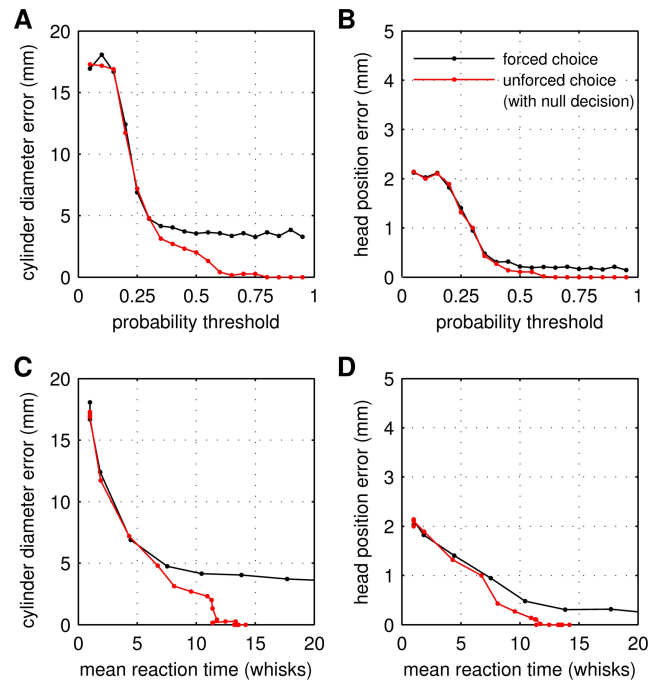 A
20
15
10
5
0
0
0.25
0.5
0.75
1
cylinder diameter error (mm)
probability threshold
B
5
4
3
2
1
0
0
0.25
0.5
0.75
1
head position error (mm)
probability threshold
forced choice
unforced choice
(with null decision)
C
20
15
10
5
0
0
5
10
15
20
cylinder diameter error (mm)
mean reaction time (whisks)
D
5
4
3
2
1
0
0
5
10
15
20
head position error (mm)
mean reaction time (whisks)